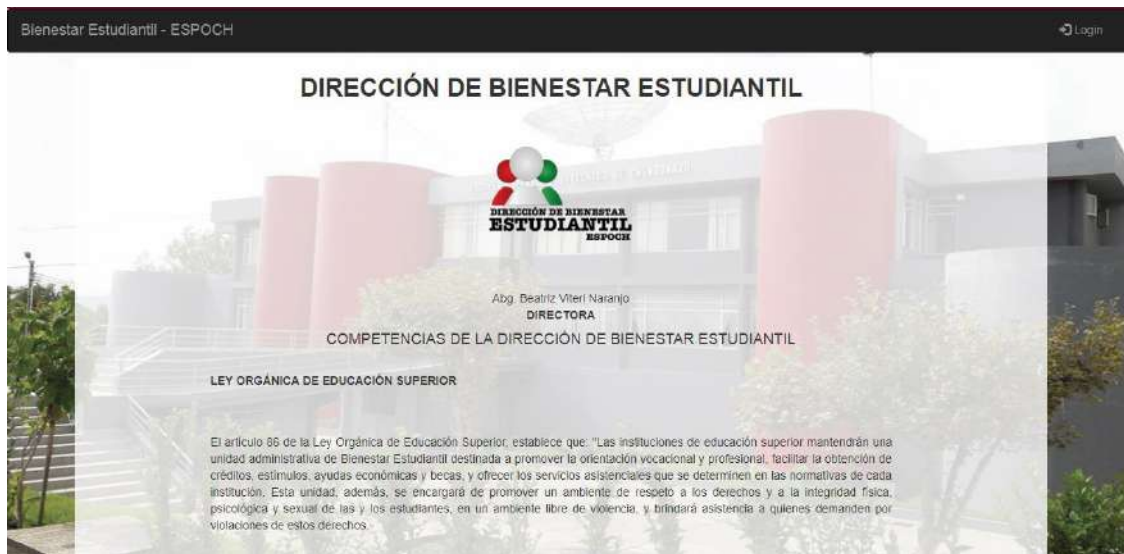 Bienestar Estudiantil - ESPOCH
Login
DIRECCIÓN DE BIENESTAR ESTUDIANTIL
DIRECCIÓN DE BIENESTAR
ESTUDIANTIL
ESPOCH
Abg. Beatriz Viteri Naranjo
DIRECTORA
COMPETENCIAS DE LA DIRECCIÓN DE BIENESTAR ESTUDIANTIL
LEY ORGÁNICA DE EDUCACIÓN SUPERIOR
El artículo 86 de la Ley Orgánica de Educación Superior, establece que: "Las instituciones de educación superior mantendrán una
unidad administrativa de Bienestar Estudiantil destinada a promover la orientación vocacional y profesional, facilitar la obtención de
créditos, estímulos, ayudas económicas y becas, y ofrecer los servicios asistenciales que se determinen en las normativas de cada
institución. Esta unidad, además, se encargará de promover un ambiente de respeto a los derechos y a la integridad física,
psicológica y sexual de las y los estudiantes, en un ambiente libre de violencia, y brindará asistencia a quienes demanden por
violaciones de estos derechos.